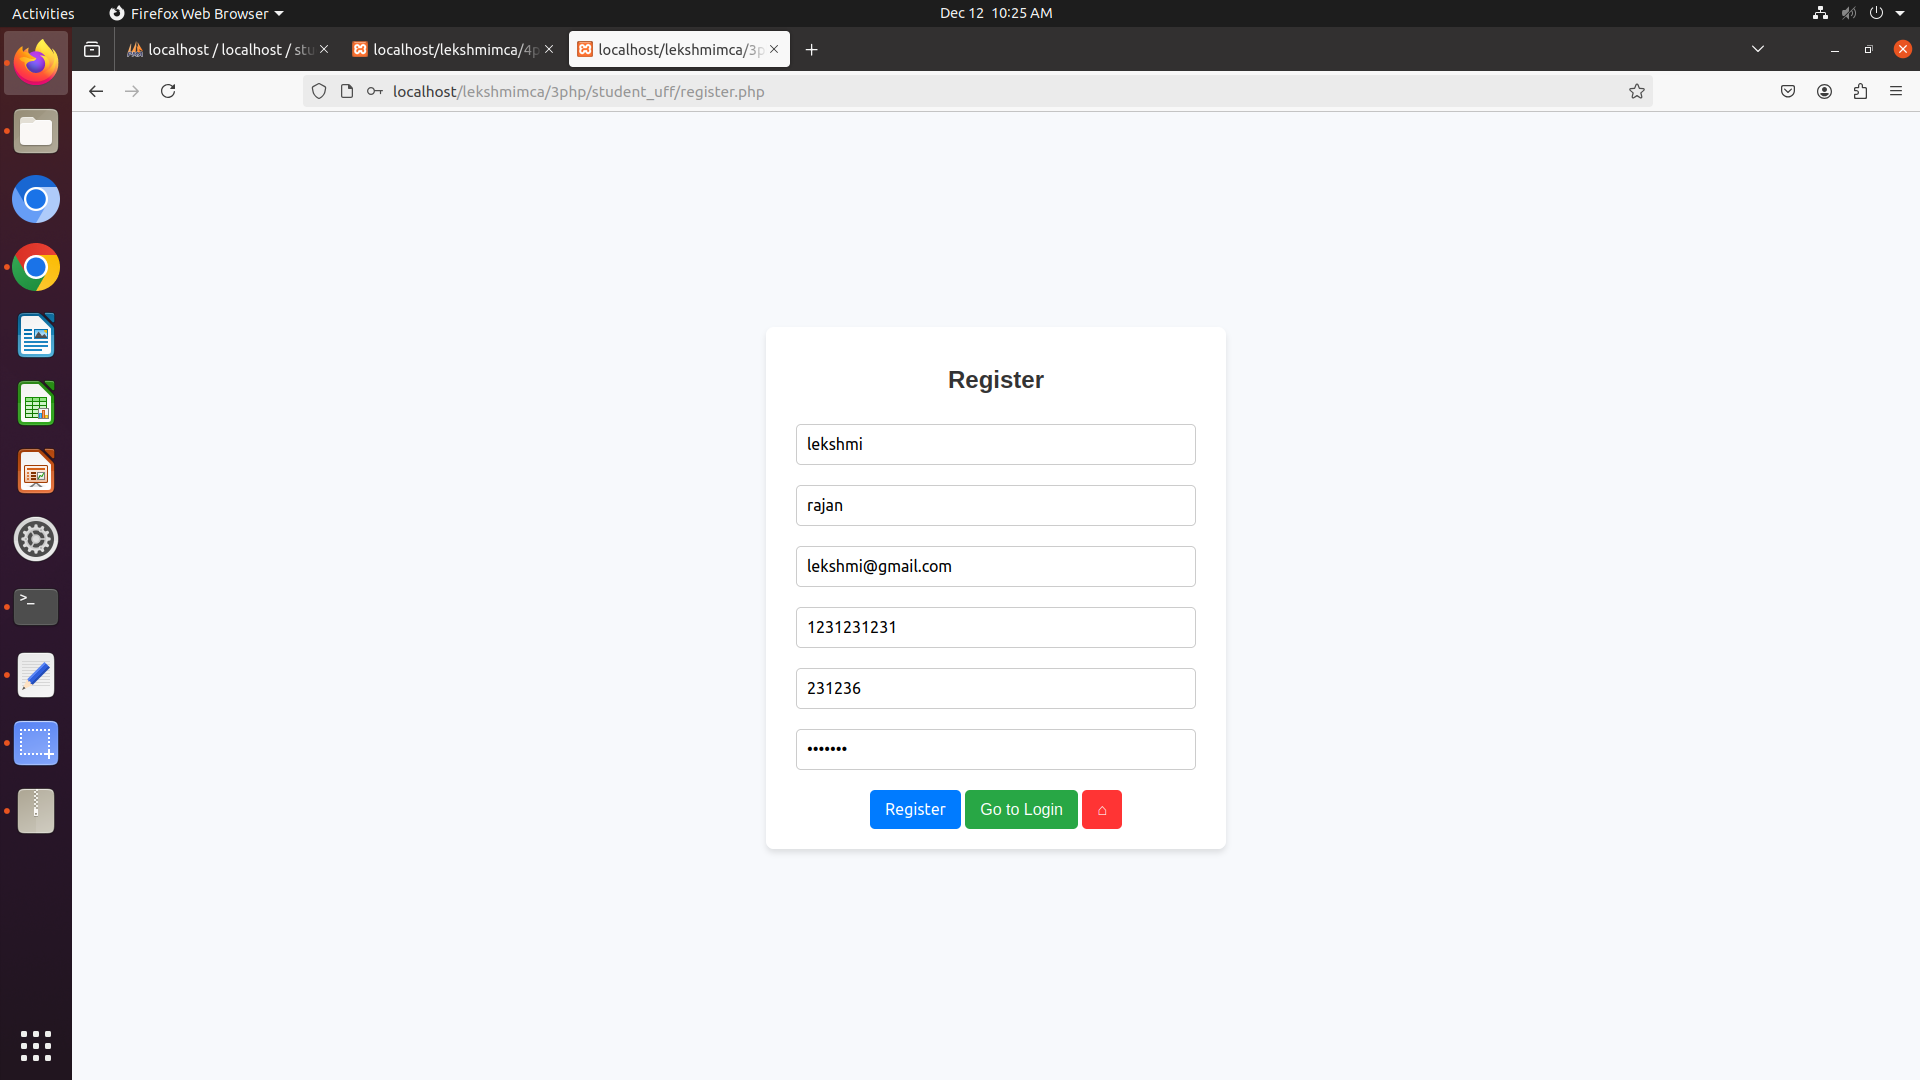 Activities
Firefox Web Browser
Dec 12 10:25 AM
localhost / localhost / stu
localhost/lekshmimca/4p
localhost/lekshmimca/3p
localhost/lekshmimca/3php/student_uff/register.php
Register
lekshmi
rajan
lekshmi@gmail.com
1231231231
231236
•••••••
Register Go to Login